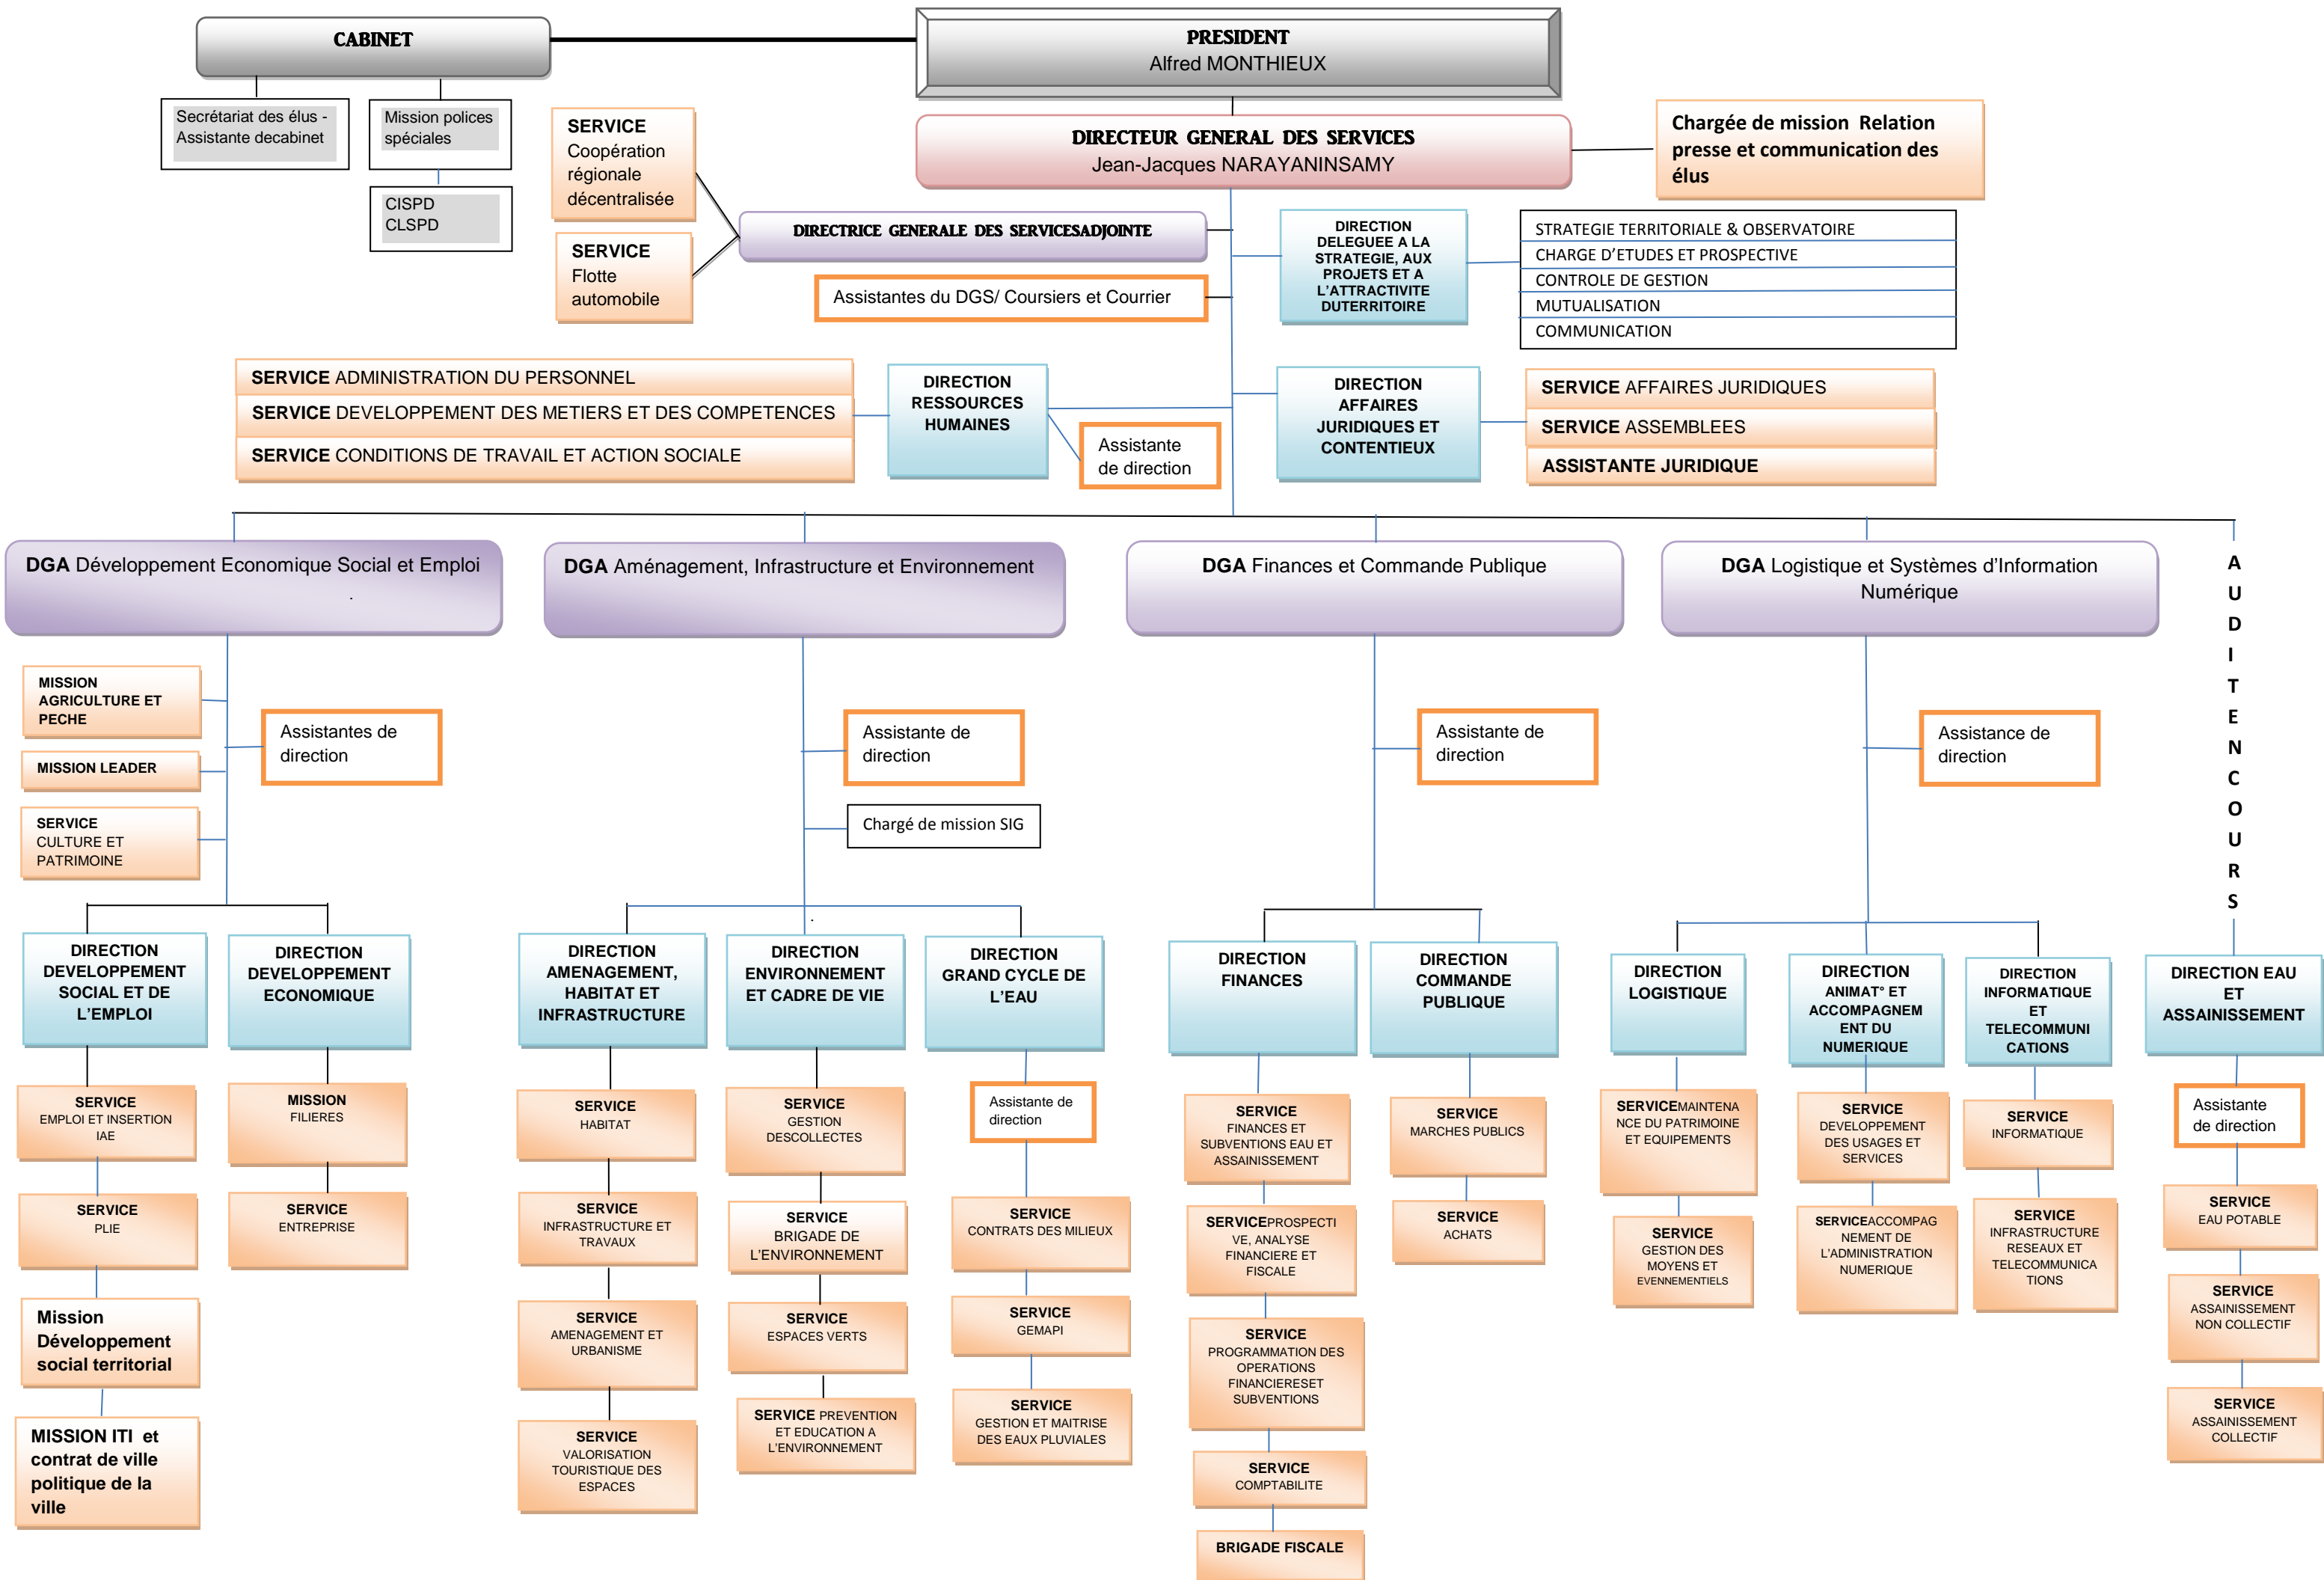 CABINET
PRESIDENT
Alfred MONTHIEUX
Secrétariat des élus -
Assistante decabinet
Mission polices
spéciales
CISPD
CLSPD
SERVICE
Coopération
régionale
décentralisée
SERVICE
Flotte
automobile
DIRECTEUR GENERAL DES SERVICES
Jean-Jacques NARAYANINSAMY
Chargée de mission Relation
presse et communication des
élus
DIRECTRICE GENERALE DES SERVICESADJOINTE
Assistantes du DGS/ Coursiers et Courrier
DIRECTION
DELEGUEE A LA
STRATEGIE, AUX
PROJETS ET A
L'ATTRACTIVITE
DUTERRITOIRE
STRATEGIE TERRITORIALE & OBSERVATOIRE
CHARGE D'ETUDES ET PROSPECTIVE
CONTROLE DE GESTION
MUTUALISATION
COMMUNICATION
SERVICE ADMINISTRATION DU PERSONNEL
SERVICE DEVELOPPEMENT DES METIERS ET DES COMPETENCES
SERVICE CONDITIONS DE TRAVAIL ET ACTION SOCIALE
DIRECTION
RESSOURCES
HUMAINES
Assistante
de direction
DIRECTION
AFFAIRES
JURIDIQUES ET
CONTENTIEUX
SERVICE AFFAIRES JURIDIQUES
SERVICE ASSEMBLEES
ASSISTANTE JURIDIQUE
DGA Développement Economique Social et Emploi
.
DGA Aménagement, Infrastructure et Environnement
DGA Finances et Commande Publique
DGA Logistique et Systèmes d'Information
Numérique
A
U
D
I
T
E
N
C
O
U
R
S
MISSION
AGRICULTURE ET
PECHE
MISSION LEADER
SERVICE
CULTURE ET
PATRIMOINE
Assistantes de
direction
Assistante de
direction
Chargé de mission SIG
.
Assistante de
direction
Assistance de
direction
DIRECTION
DEVELOPPEMENT
SOCIAL ET DE
L'EMPLOI
SERVICE
EMPLOI ET INSERTION
IAE
SERVICE
PLIE
Mission
Développement
social territorial
MISSION ITI et
contrat de ville
politique de la
ville
DIRECTION
DEVELOPPEMENT
ECONOMIQUE
MISSION
FILIERES
SERVICE
ENTREPRISE
DIRECTION
AMENAGEMENT,
HABITAT ET
INFRASTRUCTURE
SERVICE
HABITAT
SERVICE
INFRASTRUCTURE ET
TRAVAUX
SERVICE
AMENAGEMENT ET
URBANISME
SERVICE
VALORISATION
TOURISTIQUE DES
ESPACES
DIRECTION
ENVIRONNEMENT
ET CADRE DE VIE
SERVICE
GESTION
DESCOLLECTES
SERVICE
BRIGADE DE
L'ENVIRONNEMENT
SERVICE
ESPACES VERTS
SERVICE PREVENTION
ET EDUCATION A
L'ENVIRONNEMENT
DIRECTION
GRAND CYCLE DE
L'EAU
Assistante de
direction
SERVICE
CONTRATS DES MILIEUX
SERVICE
GEMAPI
SERVICE
GESTION ET MAITRISE
DES EAUX PLUVIALES
DIRECTION
FINANCES
SERVICE
FINANCES ET
SUBVENTIONS EAU ET
ASSAINISSEMENT
SERVICEPROSPECTI
VE, ANALYSE
FINANCIERE ET
FISCALE
SERVICE
PROGRAMMATION DES
OPERATIONS
FINANCIERESET
SUBVENTIONS
SERVICE
COMPTABILITE
BRIGADE FISCALE
DIRECTION
COMMANDE
PUBLIQUE
SERVICE
MARCHES PUBLICS
SERVICE
ACHATS
DIRECTION
LOGISTIQUE
SERVICEMAINTENA
NCE DU PATRIMOINE
ET EQUIPEMENTS
SERVICE
GESTION DES
MOYENS ET
EVENNEMENTIELS
DIRECTION
ANIMAT° ET
ACCOMPAGNEM
ENT DU
NUMERIQUE
SERVICE
DEVELOPPEMENT
DES USAGES ET
SERVICES
SERVICEACCOMPAG
NEMENT DE
L'ADMINISTRATION
NUMERIQUE
DIRECTION
INFORMATIQUE
ET
TELECOMMUNI
CATIONS
SERVICE
INFORMATIQUE
SERVICE
INFRASTRUCTURE
RESEAUX ET
TELECOMMUNICA
TIONS
DIRECTION EAU
ET
ASSAINISSEMENT
Assistante
de direction
SERVICE
EAU POTABLE
SERVICE
ASSAINISSEMENT
NON COLLECTIF
SERVICE
ASSAINISSEMENT
COLLECTIF